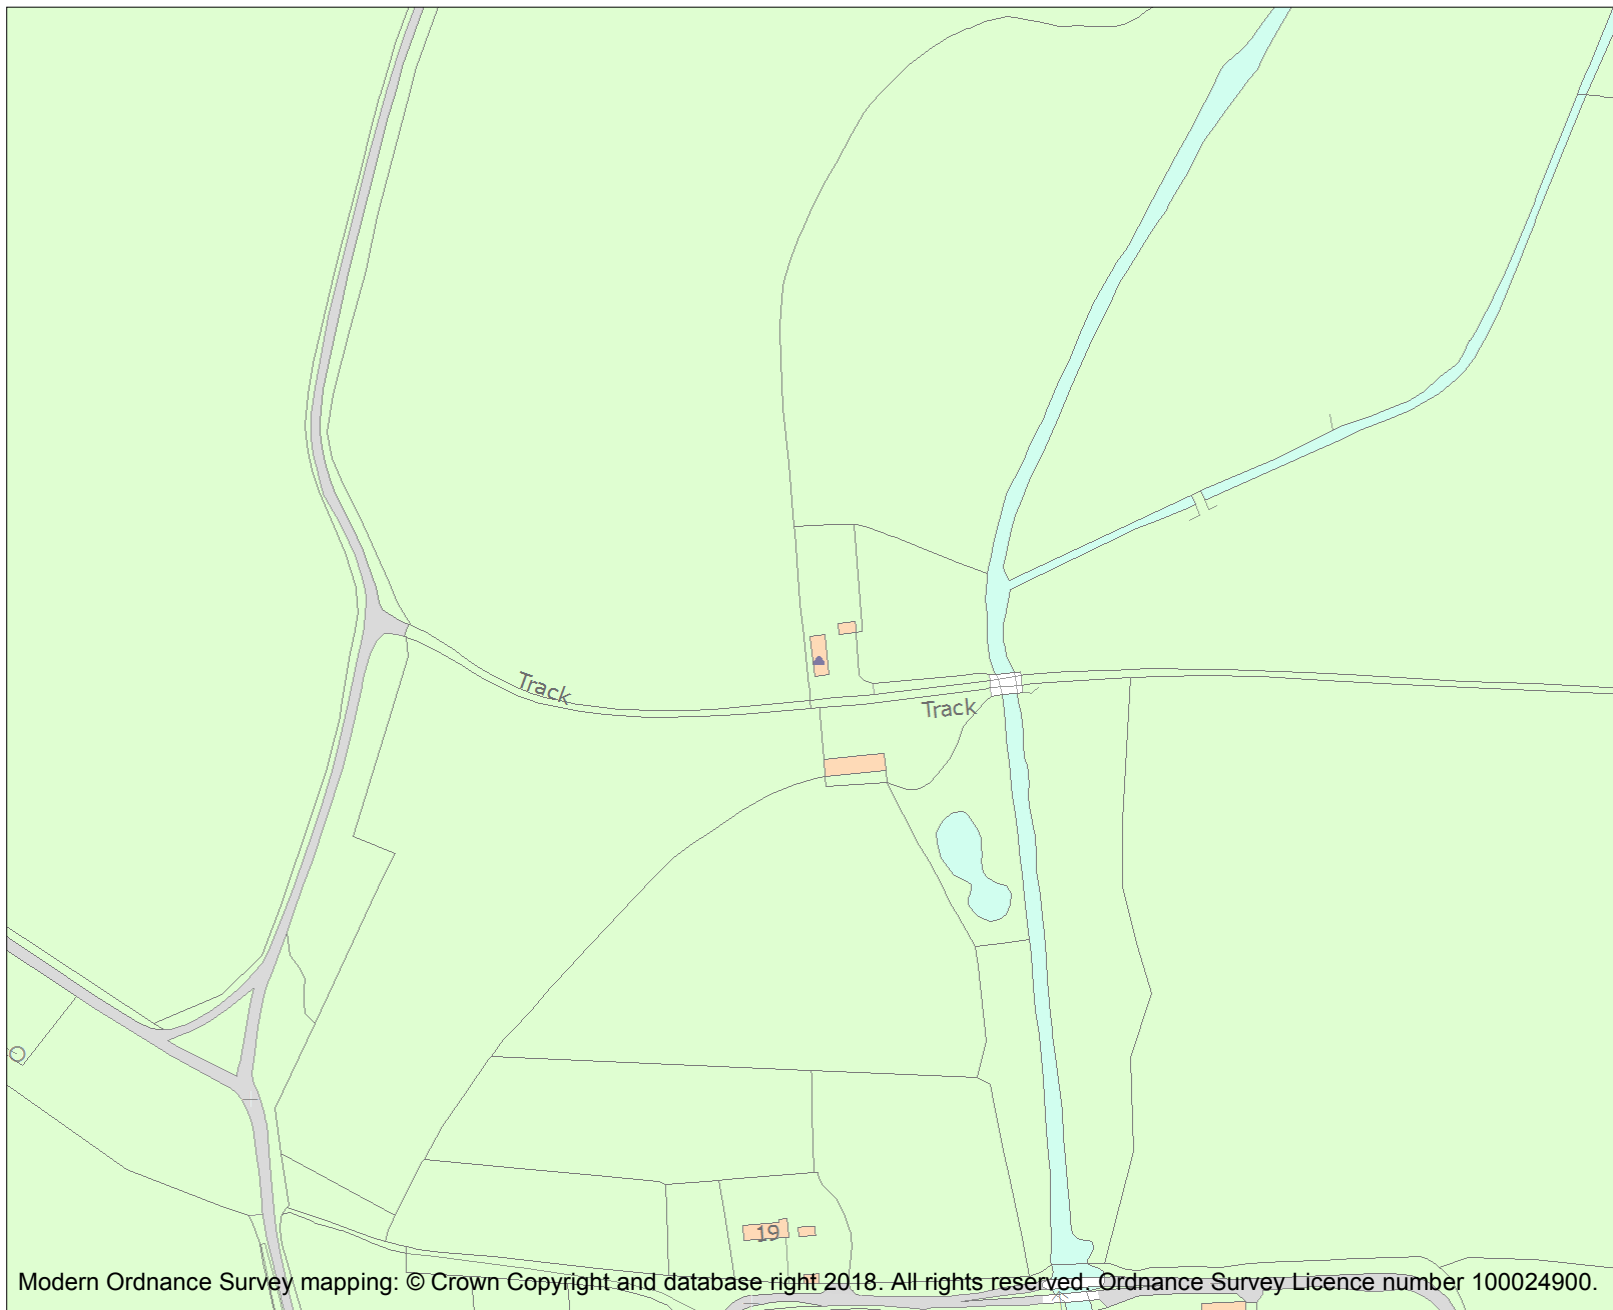 Track
Track
19
Modern Ordnance Survey mapping: © Crown Copyright and database right 2018. All rights reserved. Ordnance Survey Licence number 100024900.